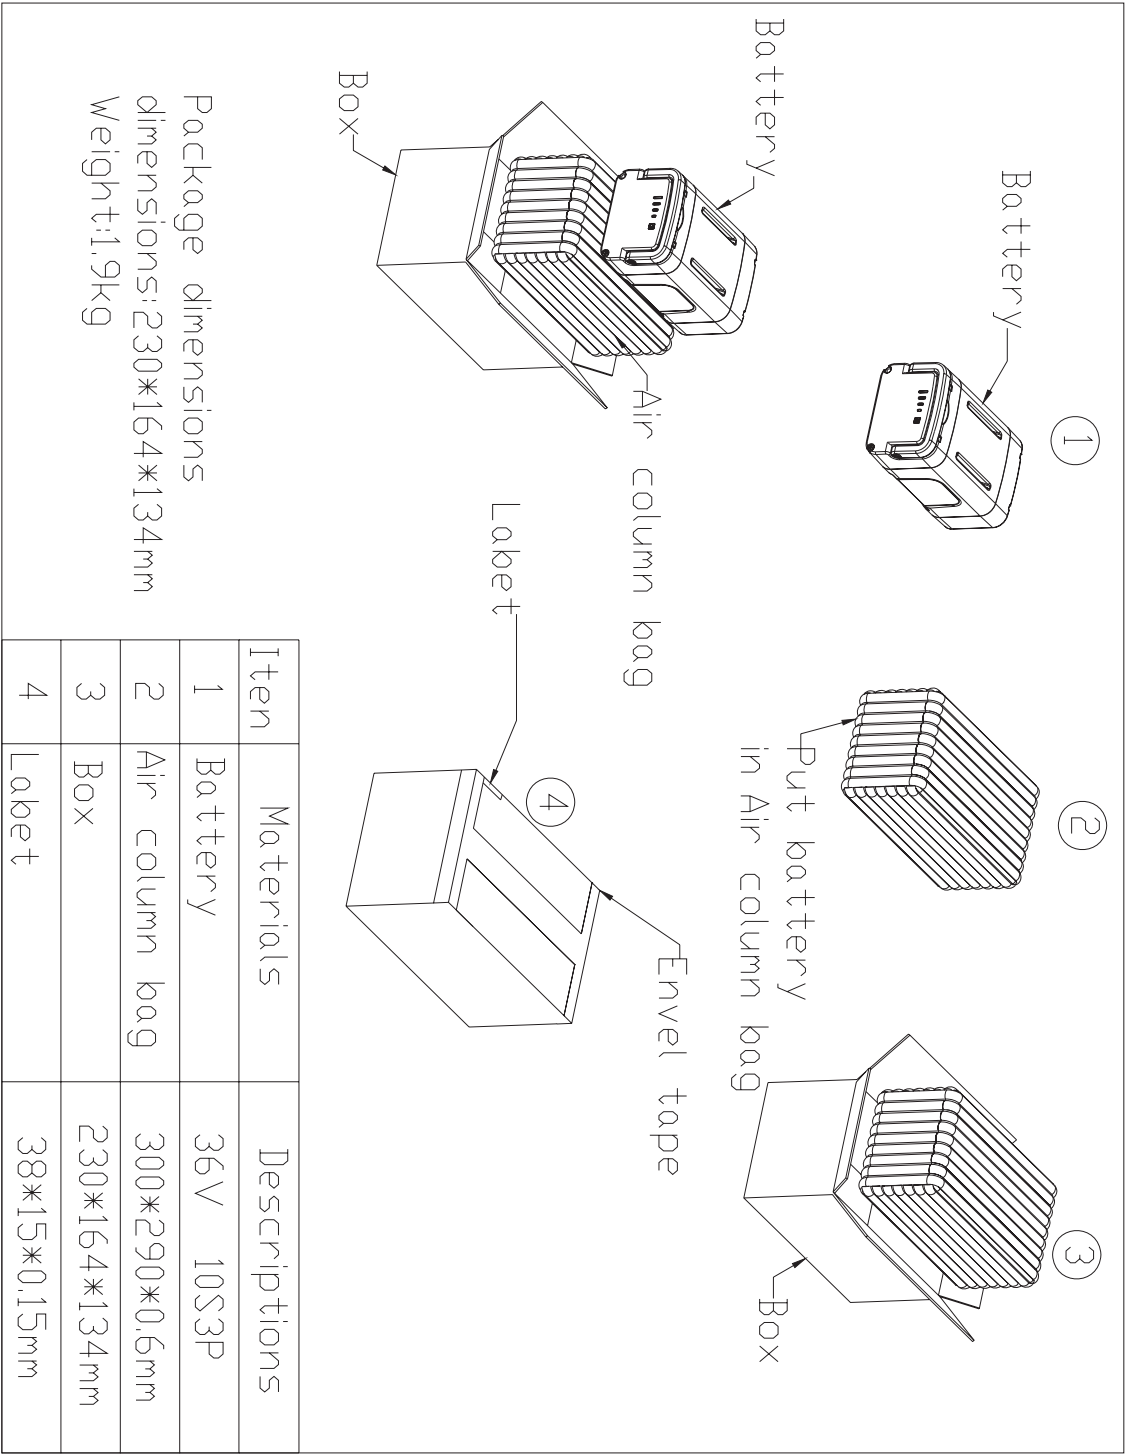 1
2
3
Battery
Put battery
in Air column bag
Box
Battery
Air column bag
Box
Envel tape
4
Labet
Package dimensions
dimensions:230*164*134mm
Weight:1.9kg
Iten Materials Descriptions
1 Battery 36V 10S3P
2 Air column bag 300*290*0.6mm
3 Box 230*164*134mm
4 Labet 38*15*0.15mm